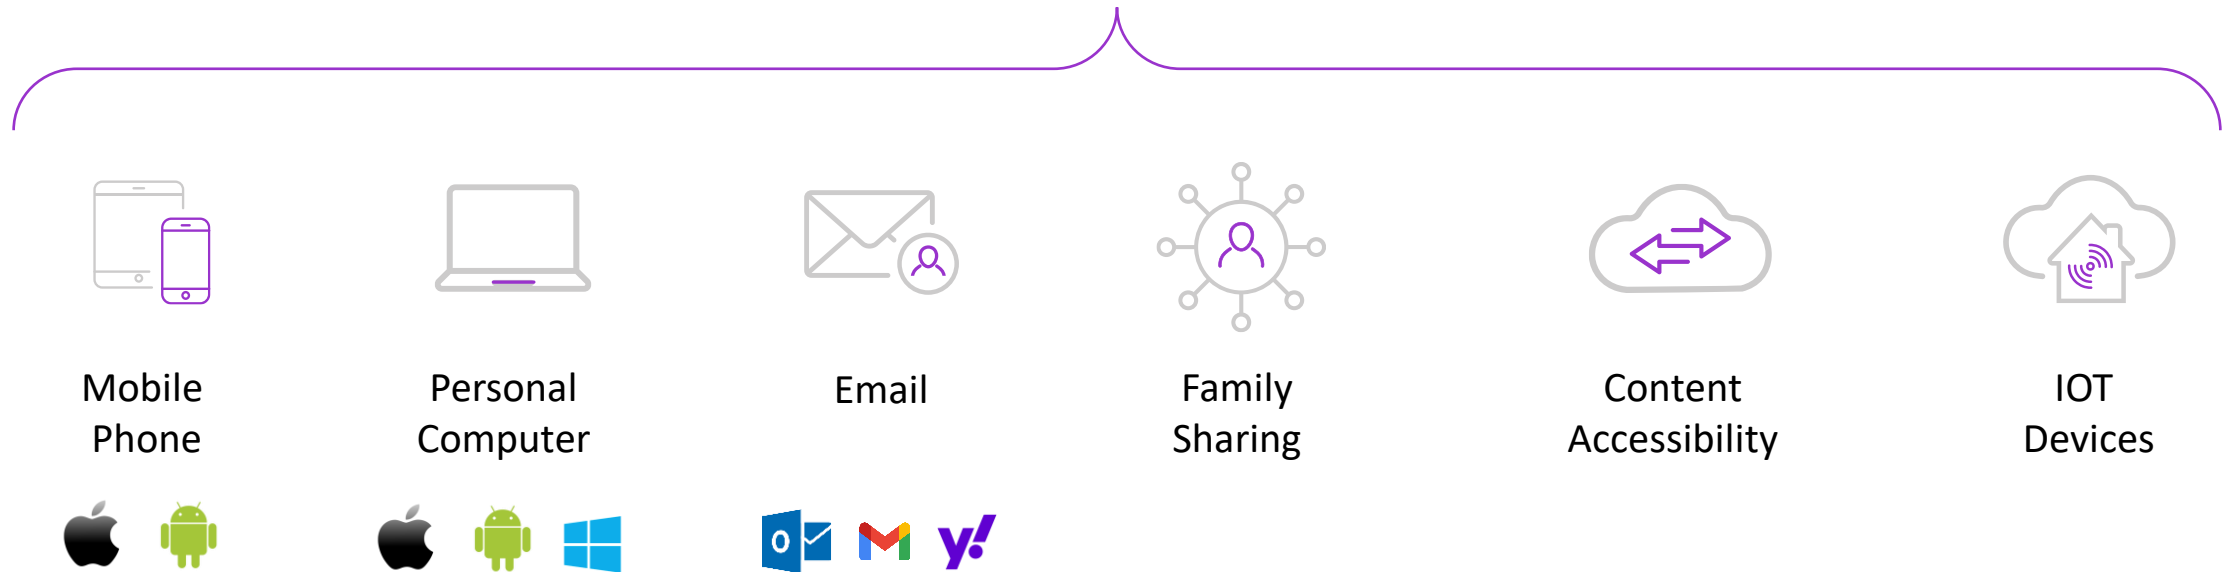 Mobile
Phone
Personal
Computer
Email
Family
Sharing
Content
Accessibility
IOT
Devices
o
y!